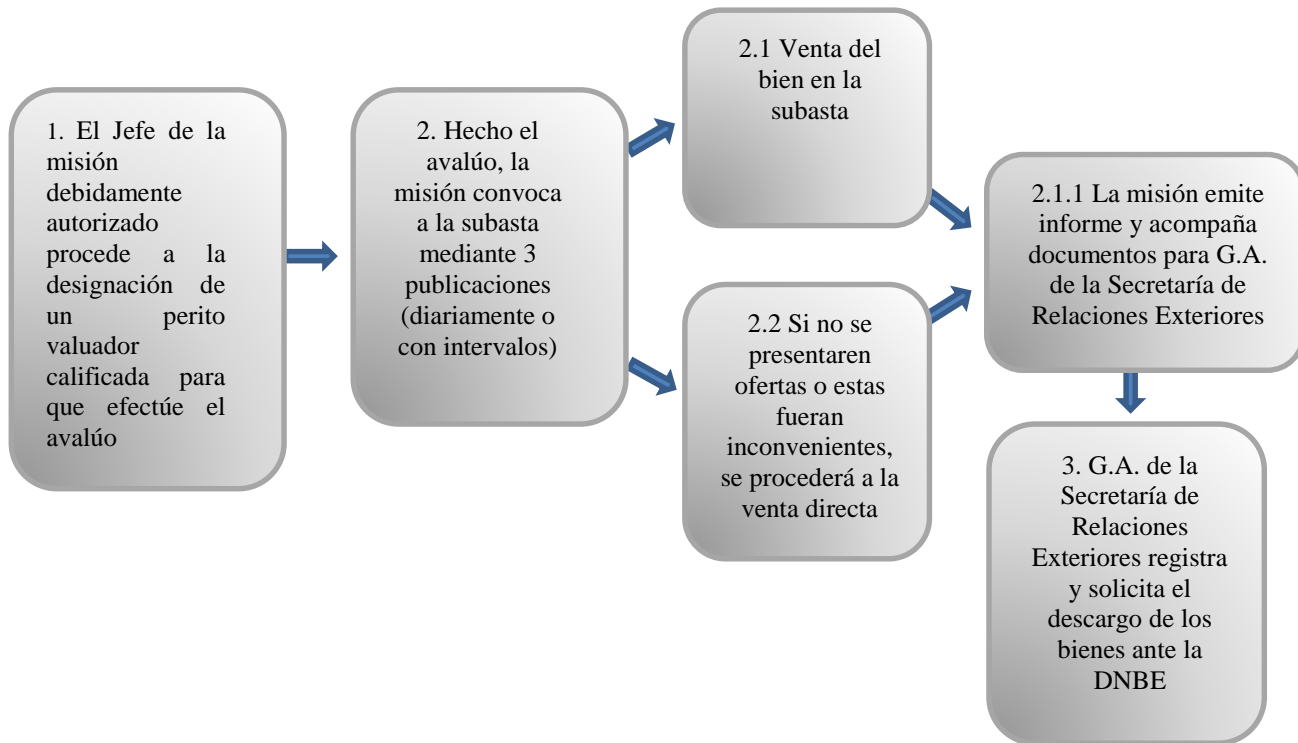 1. El Jefe de la
misión
debidamente
autorizado
procede a la
designación de
un perito
valuador
calificada para
que efectúe el
avalúo
2. Hecho el
avalúo, la
misión convoca
a la subasta
mediante 3
publicaciones
(diariamente o
con intervalos)
2.1 Venta del
bien en la
subasta
2.2 Si no se
presentaren
ofertas o estas
fueran
inconvenientes,
se procederá a la
venta directa
2.1.1 La misión emite
informe y acompaña
documentos para G.A.
de la Secretaría de
Relaciones Exteriores
3. G.A. de la
Secretaría de
Relaciones
Exteriores registra
y solicita el
descargo de los
bienes ante la
DNBE